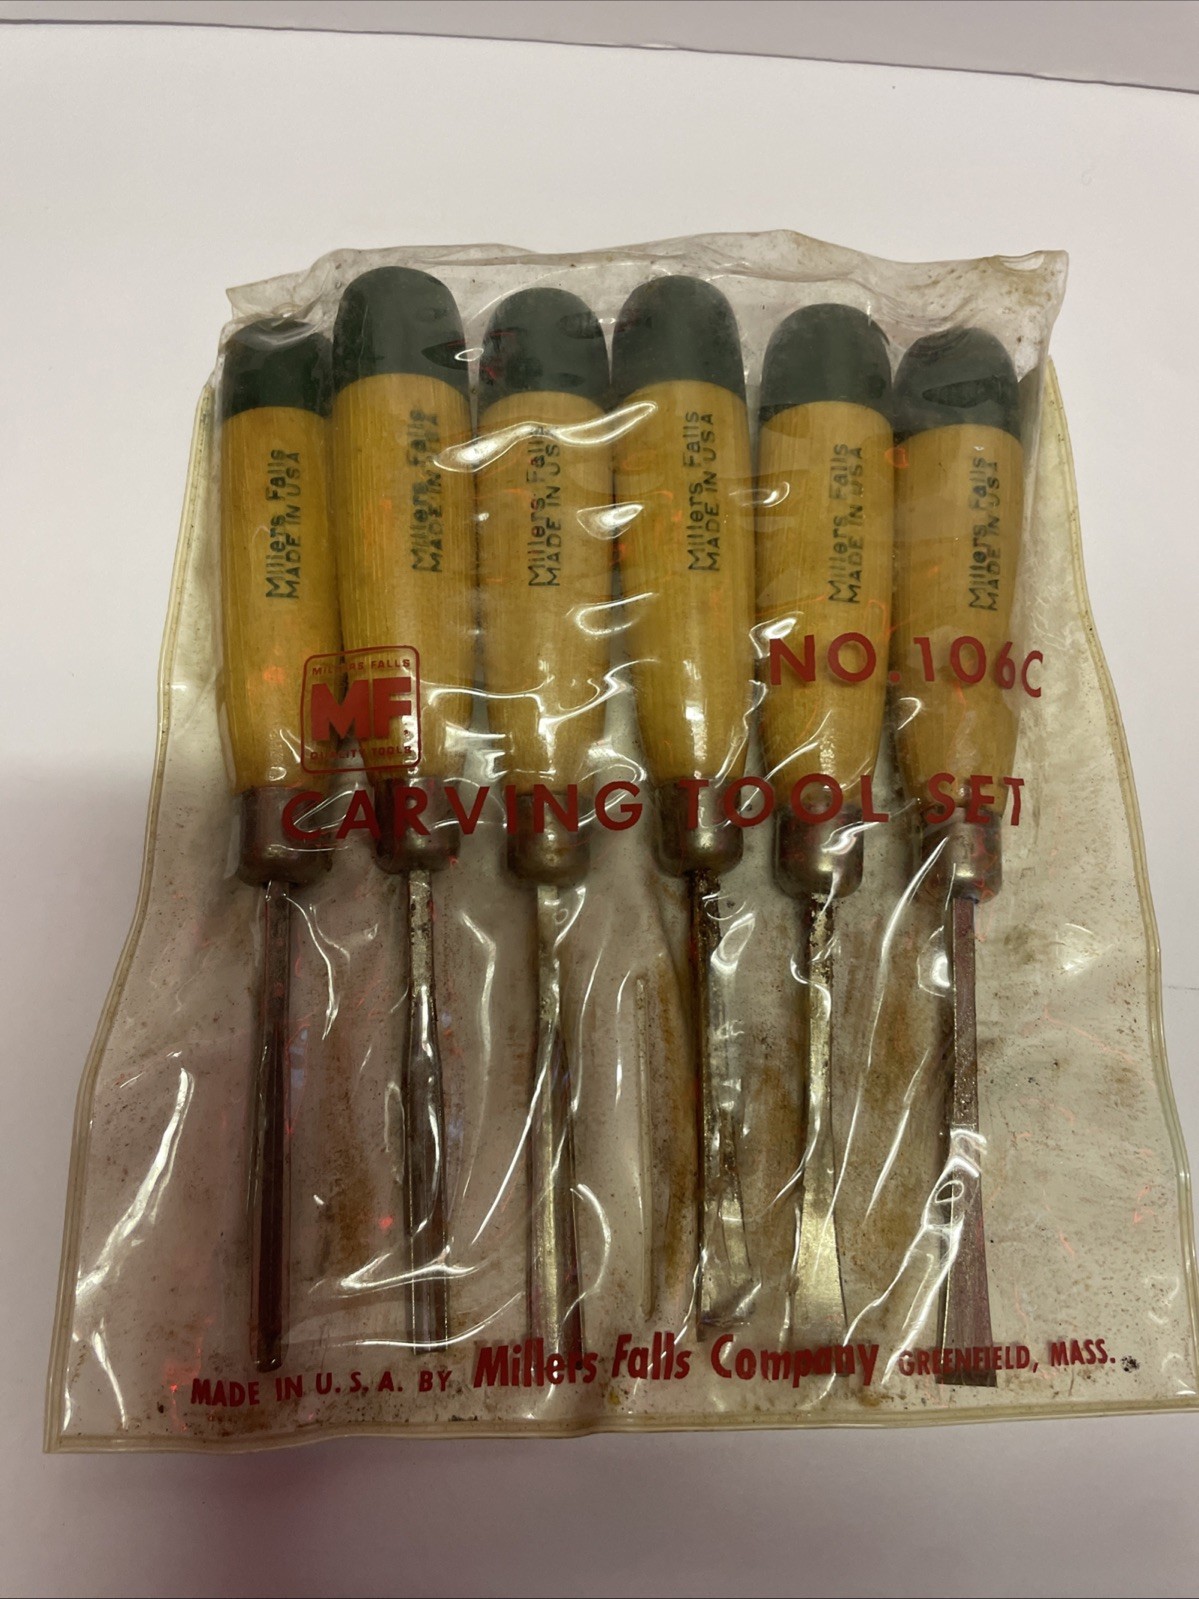 Millers Falls
MADE IN USA
Millers Falls
MADE IN USA
Millers Falls
MADE IN USA
Millers Falls
MADE IN USA
Millers Falls
MADE IN USA
Millers Falls
MADE IN USA
MILLERS FALLS
MF
QUALITY TOOLS
NO. 106C
CARVING TOOL SET
MADE IN U.S.A. BY Millers Falls Company GREENFIELD, MASS.